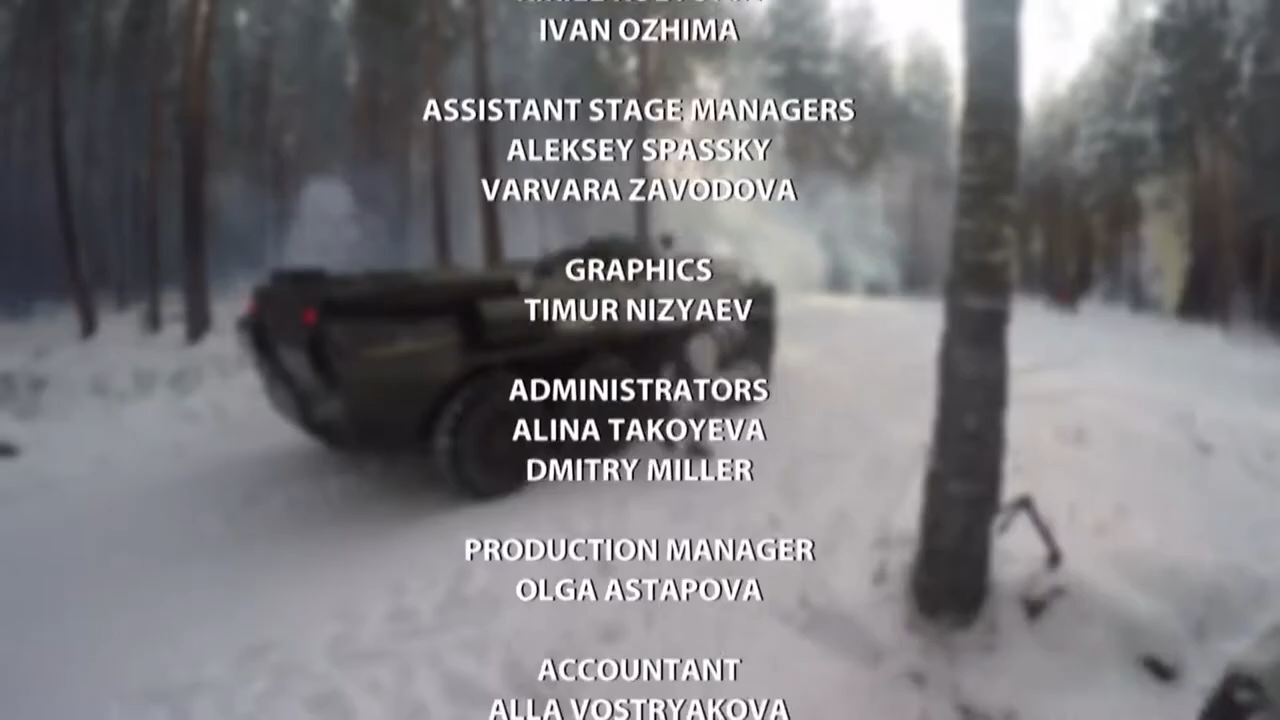 IVAN OZHIMA
ASSISTANT STAGE MANAGERS
ALEKSEY SPASSKY
VARVARA ZAVODOVA
GRAPHICS
TIMUR NIZYAEV
ADMINISTRATORS
ALINA TAKOYEVA
DMITRY MILLER
PRODUCTION MANAGER
OLGA ASTAPOVA
ACCOUNTANT
ALLA VOSTRYAKOVA